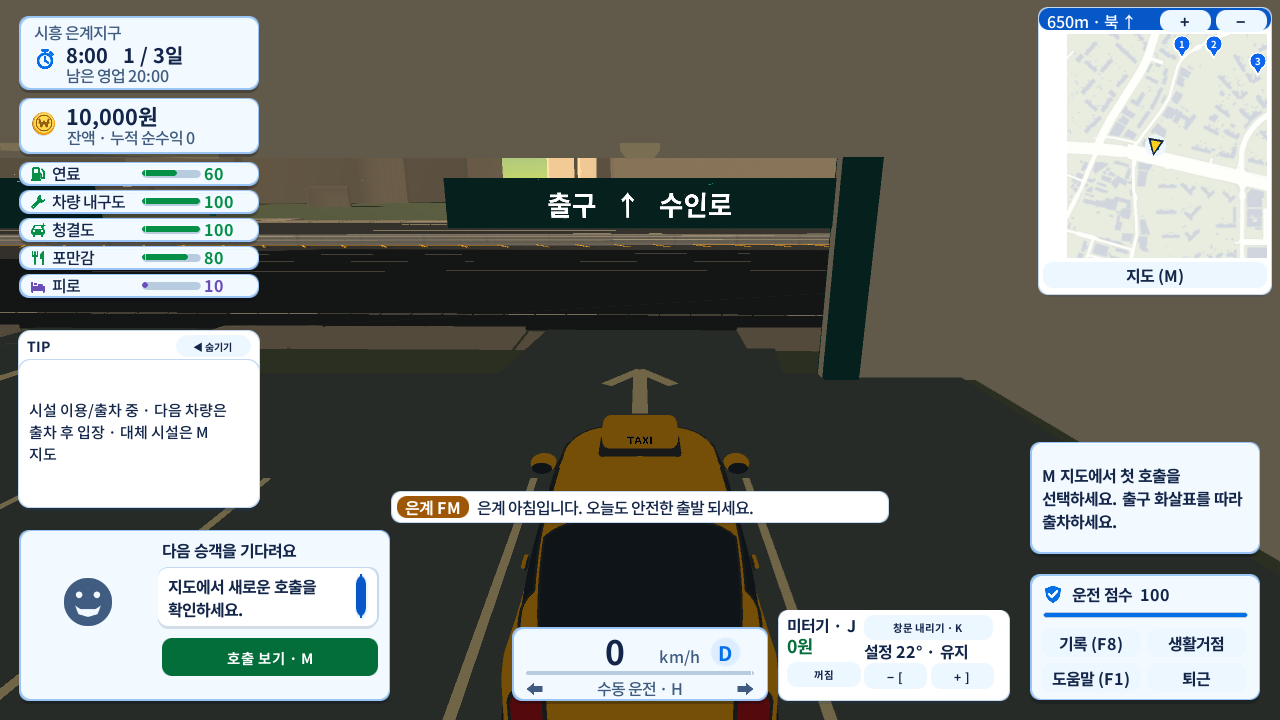 시흥 은계지구
8:00 1 / 3일
남은 영업 20:00
10,000원
잔액 · 누적 순수익 0
연료 60
차량 내구도 100
청결도 100
포만감 80
피로 10
TIP
◀ 숨기기
시설 이용/출차 중 · 다음 차량은
출차 후 입장 · 대체 시설은 M
지도
다음 승객을 기다려요
지도에서 새로운 호출을
확인하세요.
호출 보기 · M
출구 ↑ 수인로
TAXI
은계 FM 은계 아침입니다. 오늘도 안전한 출발 되세요.
0 km/h D
수동 운전 · H
미터기 · J
0원
꺼짐
창문 내리기 · K
설정 22° · 유지
− [
+ ]
650m · 북 ↑
+
−
1
2
3
지도 (M)
M 지도에서 첫 호출을
선택하세요. 출구 화살표를 따라
출차하세요.
운전 점수 100
기록 (F8)
생활거점
도움말 (F1)
퇴근